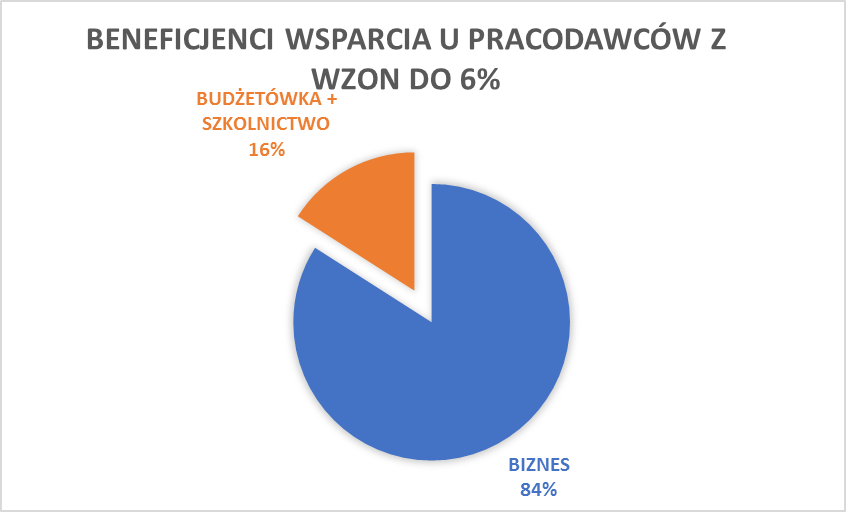 BENEFICJENCI WSPARCIA U PRACODAWCÓW Z
WZON DO 6%
BUDŻETÓWKA +
SZKOLNICTWO
16%
BIZNES
84%